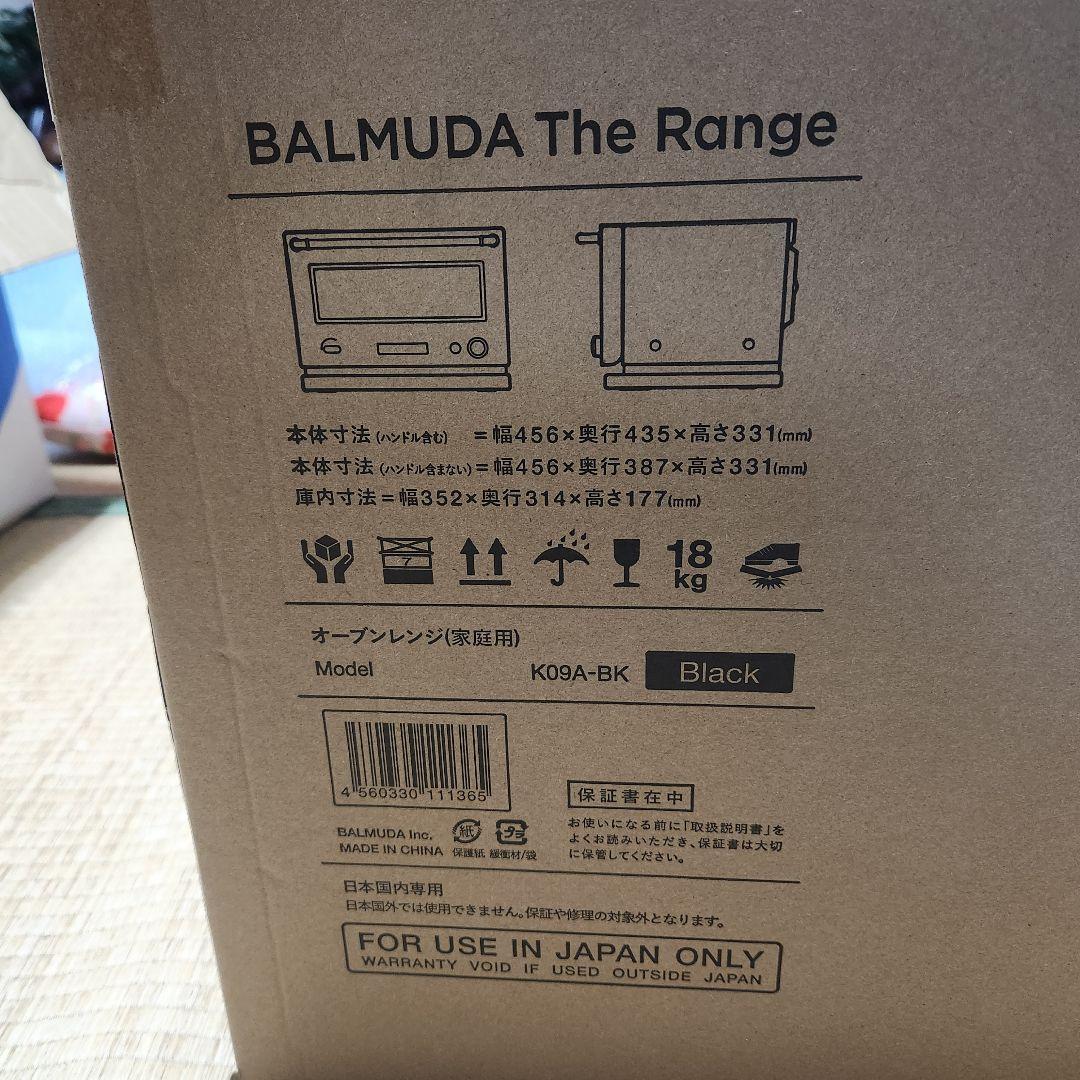 BALMUDA The Range
本体寸法(ハンドル含む) =幅456×奥行435×高さ331(mm)
本体寸法(ハンドル含まない)=幅456×奥行387×高さ331(mm)
庫内寸法=幅352×奥行314×高さ177(mm)
7
18
kg
オーブンレンジ(家庭用)
Model K09A-BK Black
4 560330 111365
保証書在中
お使いになる前に「取扱説明書」を
よくお読みいただき、保証書は大切
に保管してください。
BALMUDA Inc.
MADE IN CHINA
紙 プラ
保護紙 緩衝材/袋
日本国内専用
日本国外では使用できません。保証や修理の対象外となります。
FOR USE IN JAPAN ONLY
WARRANTY VOID IF USED OUTSIDE JAPAN